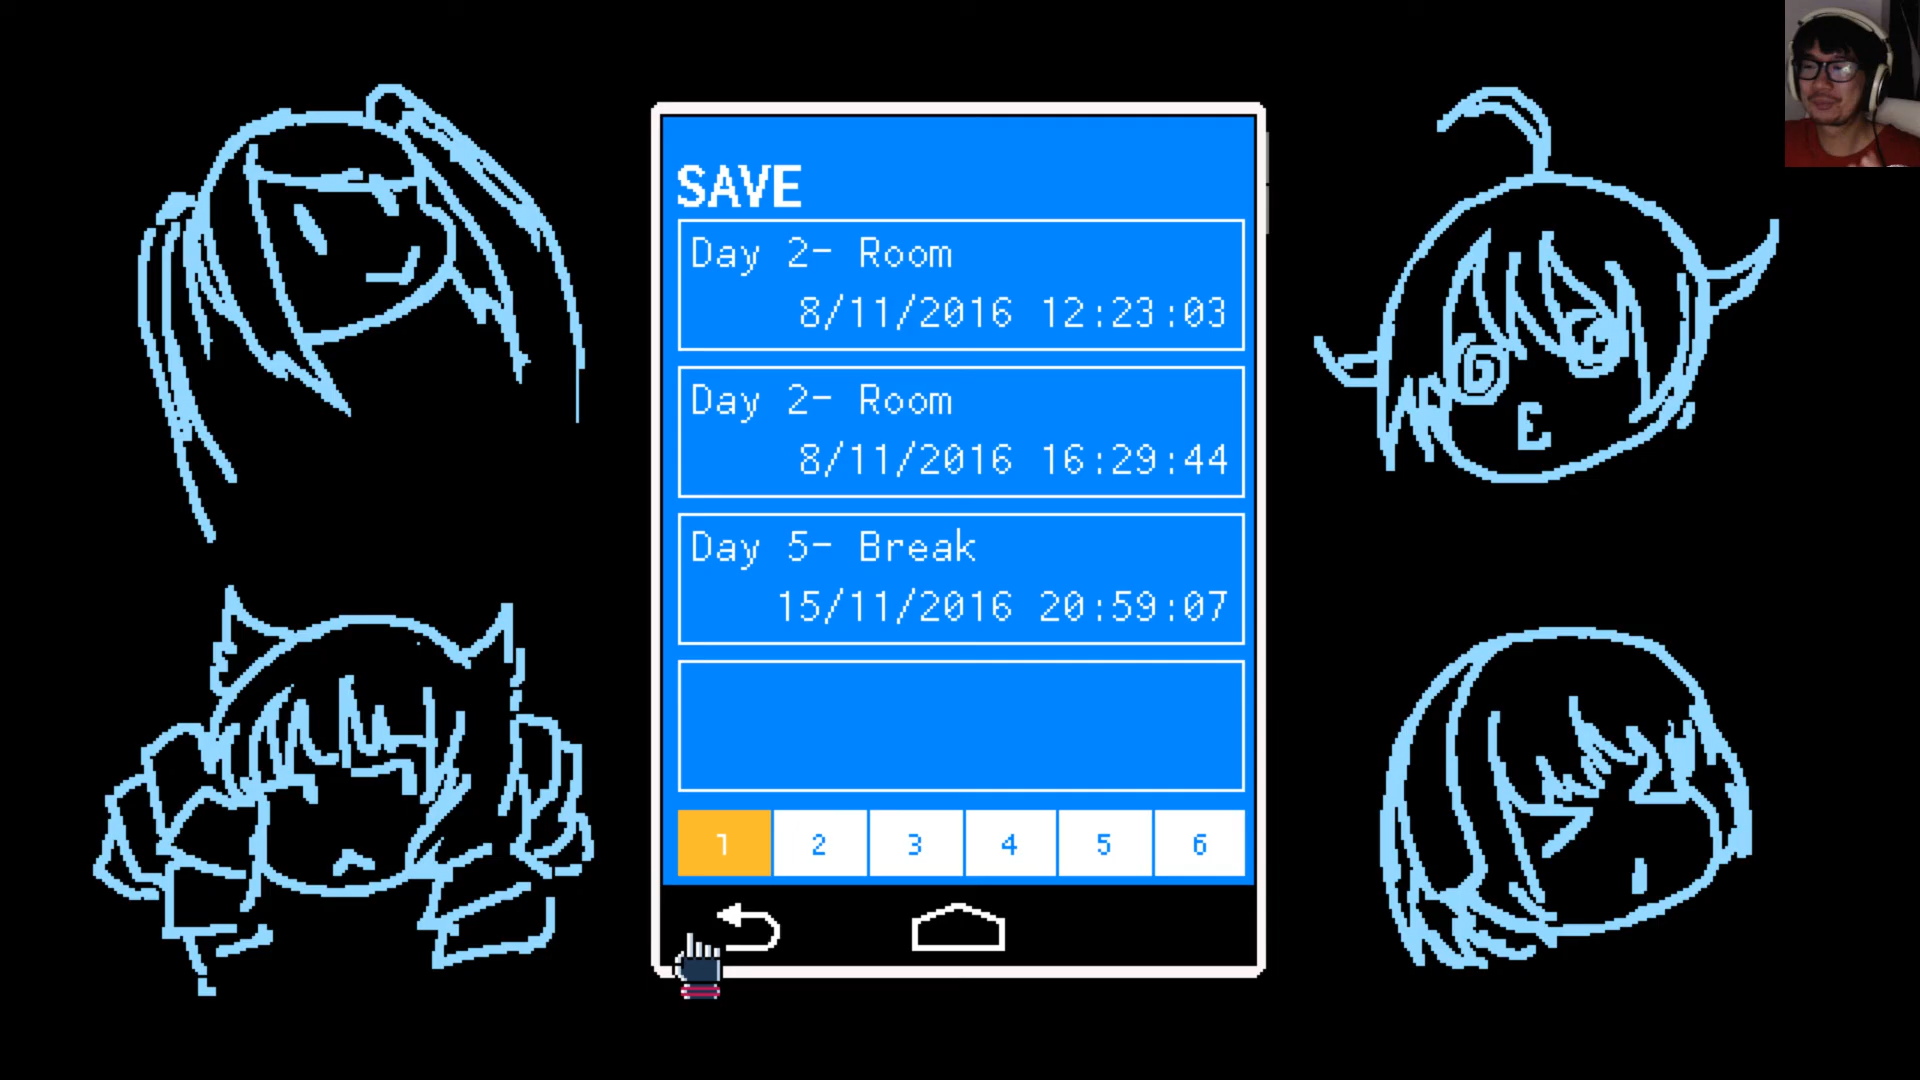 SAVE
Day 2- Room
8/11/2016 12:23:03
Day 2- Room
8/11/2016 16:29:44
Day 5- Break
15/11/2016 20:59:07
1 2 3 4 5 6